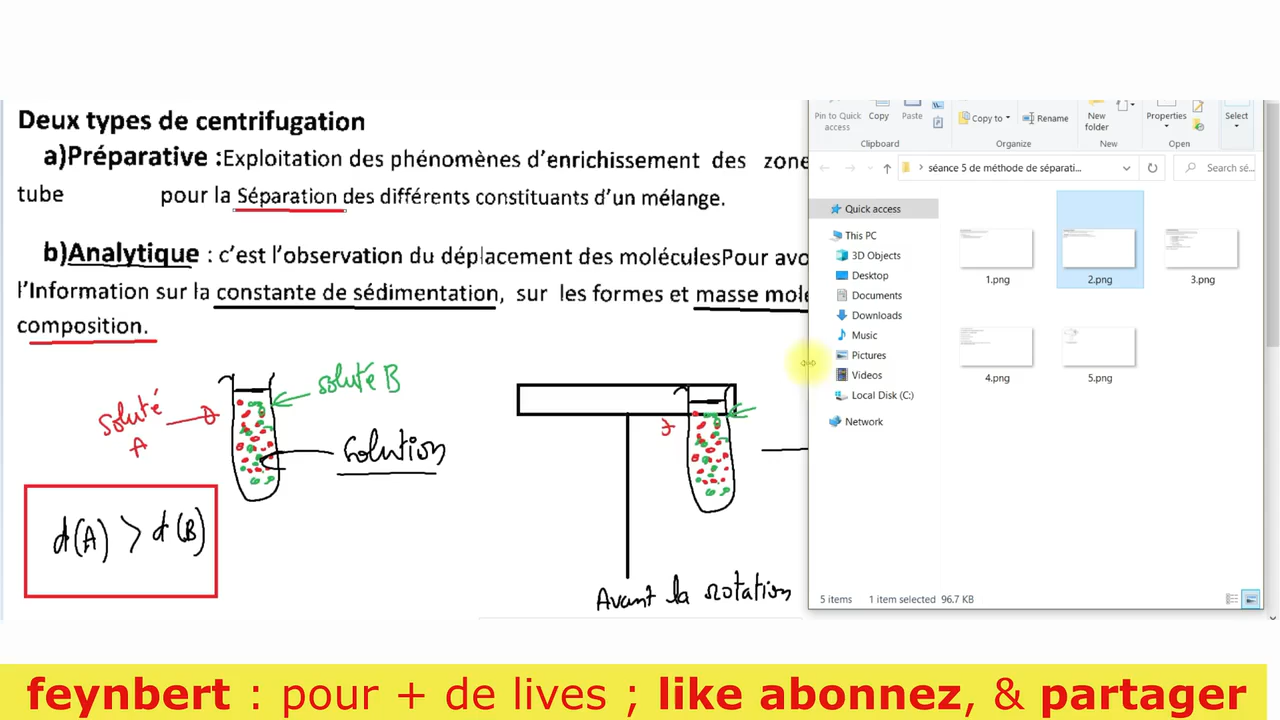 Deux types de centrifugation
a)Préparative :Exploitation des phénomènes d'enrichissement des zone
tube pour la Séparation des différents constituants d'un mélange.
b)Analytique : c'est l'observation du déplacement des moléculesPour avo
l'Information sur la constante de sédimentation, sur les formes et masse mole
composition.
soluté B
soluté
A
solution
d(A) > d(B)
Avant la rotation
Pin to Quick
access
Copy
Paste
Copy to
Rename
New
folder
Properties
Open
Select
Clipboard
Organize
New
Open
séance 5 de méthode de séparati...
Search sé...
Quick access
This PC
3D Objects
Desktop
Documents
Downloads
Music
Pictures
Videos
Local Disk (C:)
Network
1.png
2.png
3.png
4.png
5.png
5 items 1 item selected 96.7 KB
feynbert : pour + de lives ; like abonnez, & partager